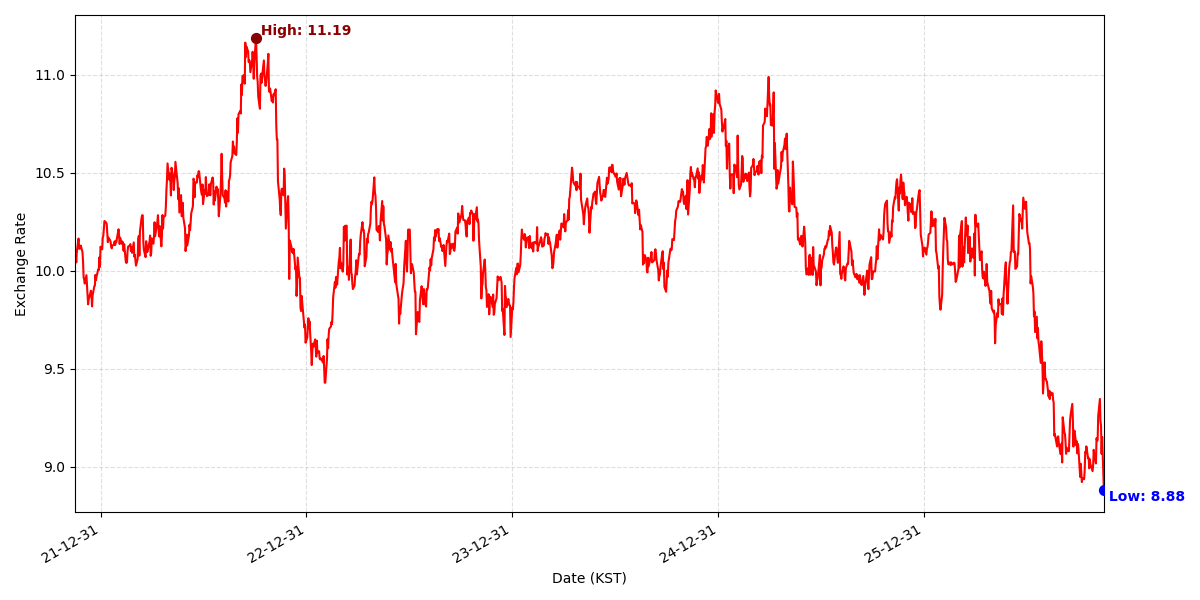 High: 11.19
11.0
10.5
10.0
9.5
9.0
Exchange Rate
Low: 8.88
21-12-31
22-12-31
23-12-31
24-12-31
25-12-31
Date (KST)